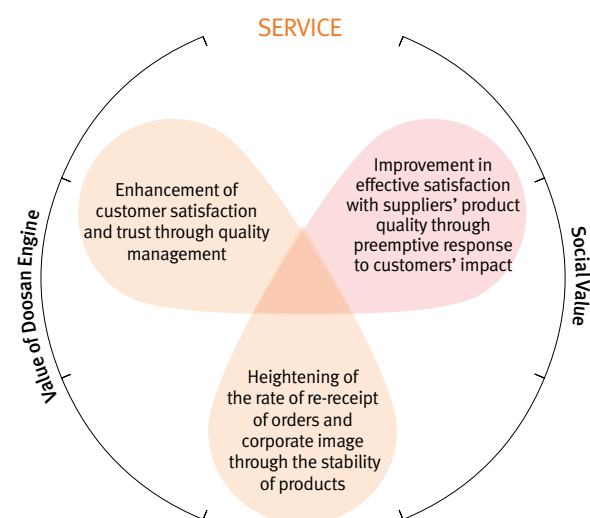 SERVICE
Enhancement of
customer satisfaction
and trust through quality
management
Improvement in
effective satisfaction
with suppliers’ product
quality through
preemptive response
to customers’ impact
Value of Doosan Engine
Social Value
Heightening of
the rate of re-receipt
of orders and
corporate image
through the stability
of products